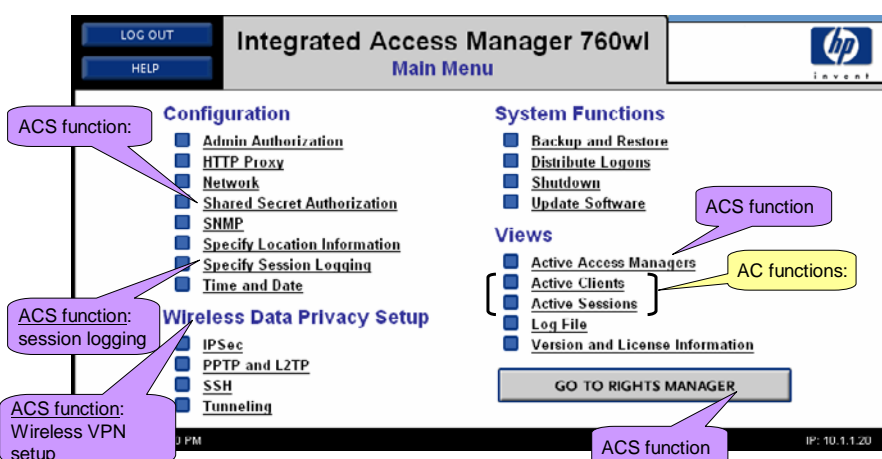 LOG OUT
HELP
Integrated Access Manager 760wl
Main Menu
hp
invent
Configuration
Admin Authorization
HTTP Proxy
Network
Shared Secret Authorization
SNMP
Specify Location Information
Specify Session Logging
Time and Date
Wireless Data Privacy Setup
IPSec
PPTP and L2TP
SSH
Tunneling
System Functions
Backup and Restore
Distribute Logons
Shutdown
Update Software
Views
Active Access Managers
Active Clients
Active Sessions
Log File
Version and License Information
GO TO RIGHTS MANAGER
ACS function:
ACS function:
session logging
ACS function:
Wireless VPN
setup
ACS function
AC functions:
ACS function
PM
IP: 10.1.1.20